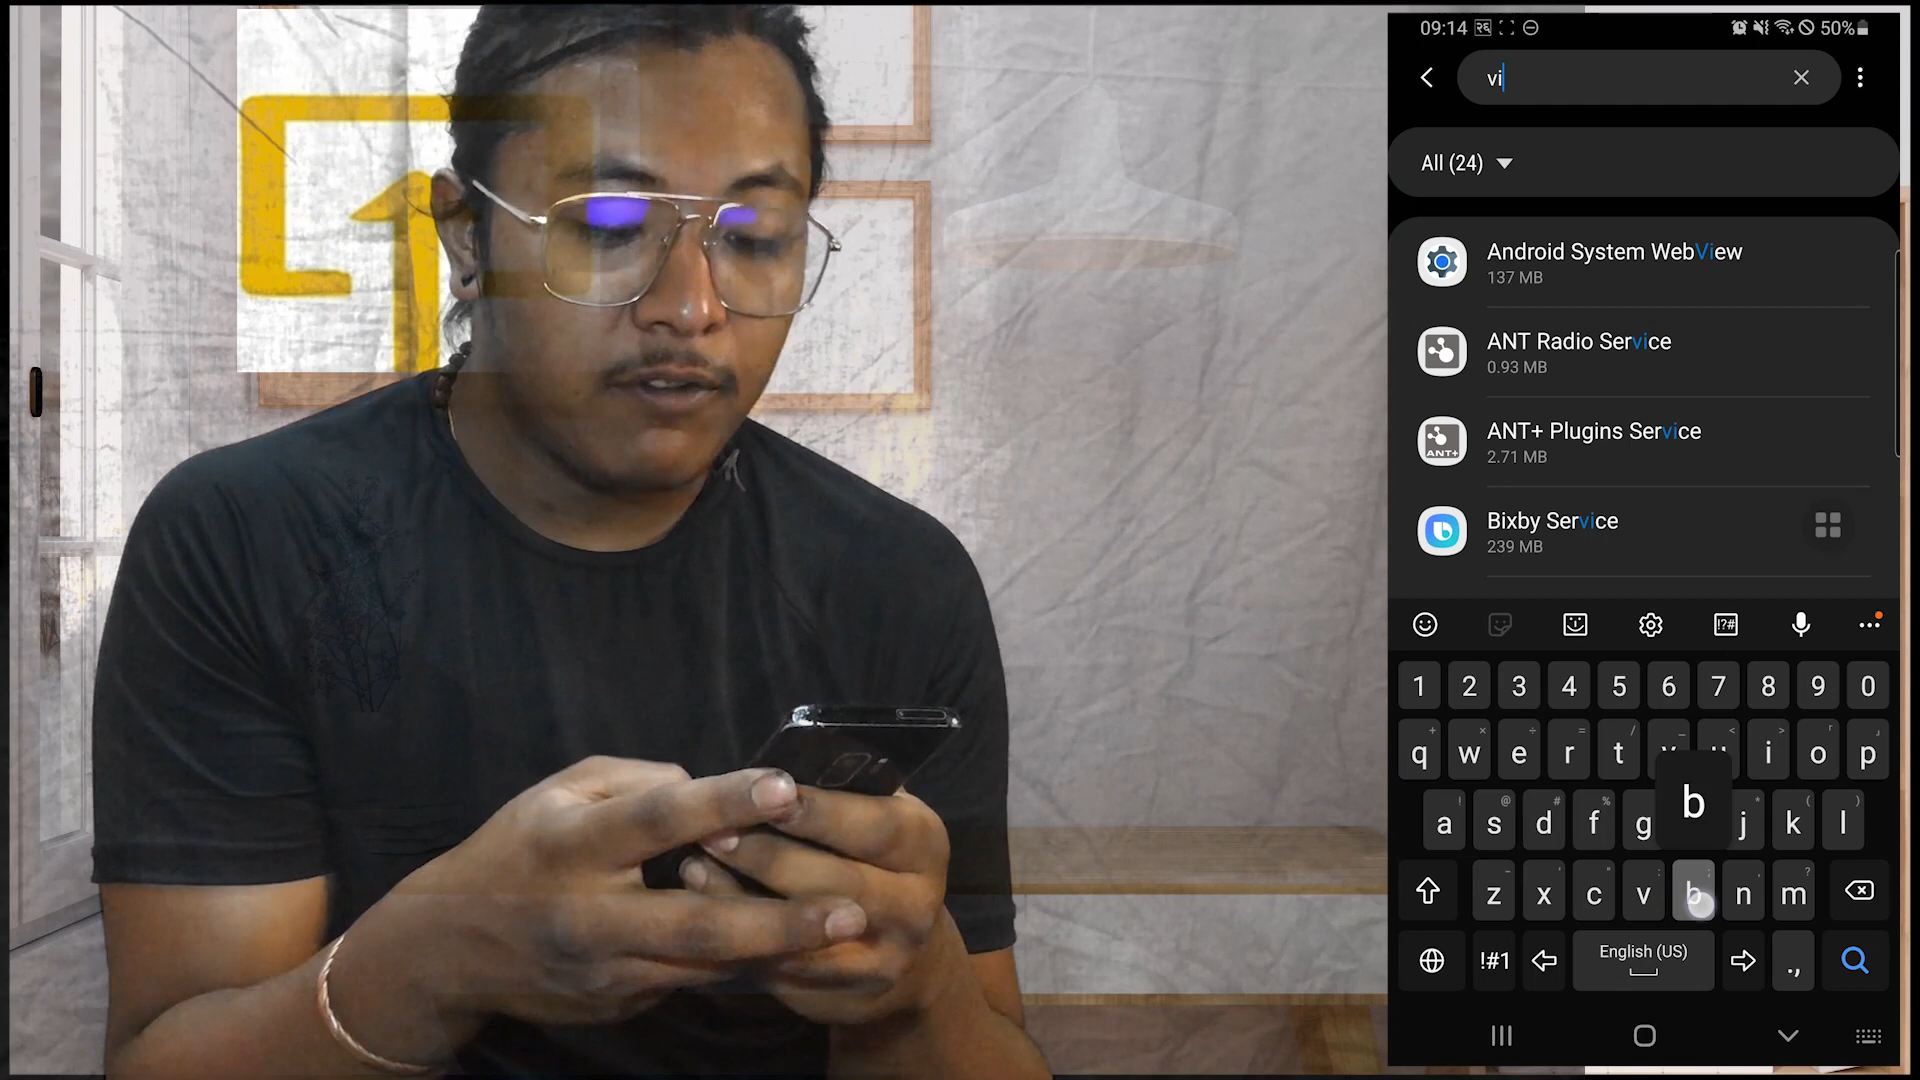 09:14 २६ 50%
vi
All (24)
Android System WebView
137 MB
ANT Radio Service
0.93 MB
ANT+ Plugins Service
2.71 MB
ANT+
Bixby Service
239 MB
!?#
1 2 3 4 5 6 7 8 9 0
q w e r t y u i o p
a s d f g b j k l
z x c v b n m
!#1 English (US) .,